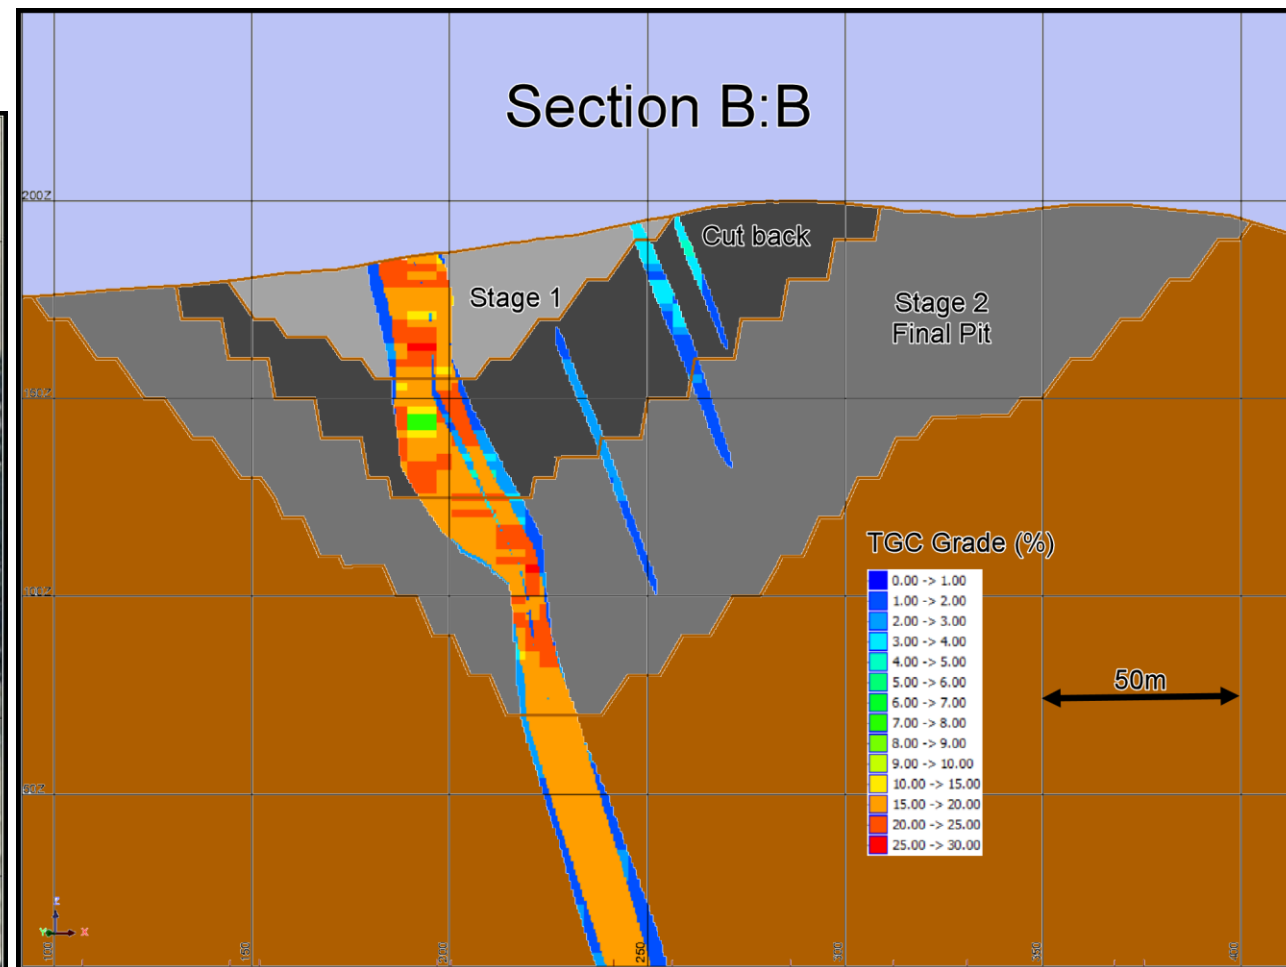 Section B:B
200Z
Cut back
Stage 1
Stage 2
Final Pit
TGC Grade (%)
0.00 -> 1.00
1.00 -> 2.00
2.00 -> 3.00
3.00 -> 4.00
4.00 -> 5.00
5.00 -> 6.00
6.00 -> 7.00
7.00 -> 8.00
8.00 -> 9.00
9.00 -> 10.00
10.00 -> 15.00
15.00 -> 20.00
20.00 -> 25.00
25.00 -> 30.00
50m
Z
Y
X
250